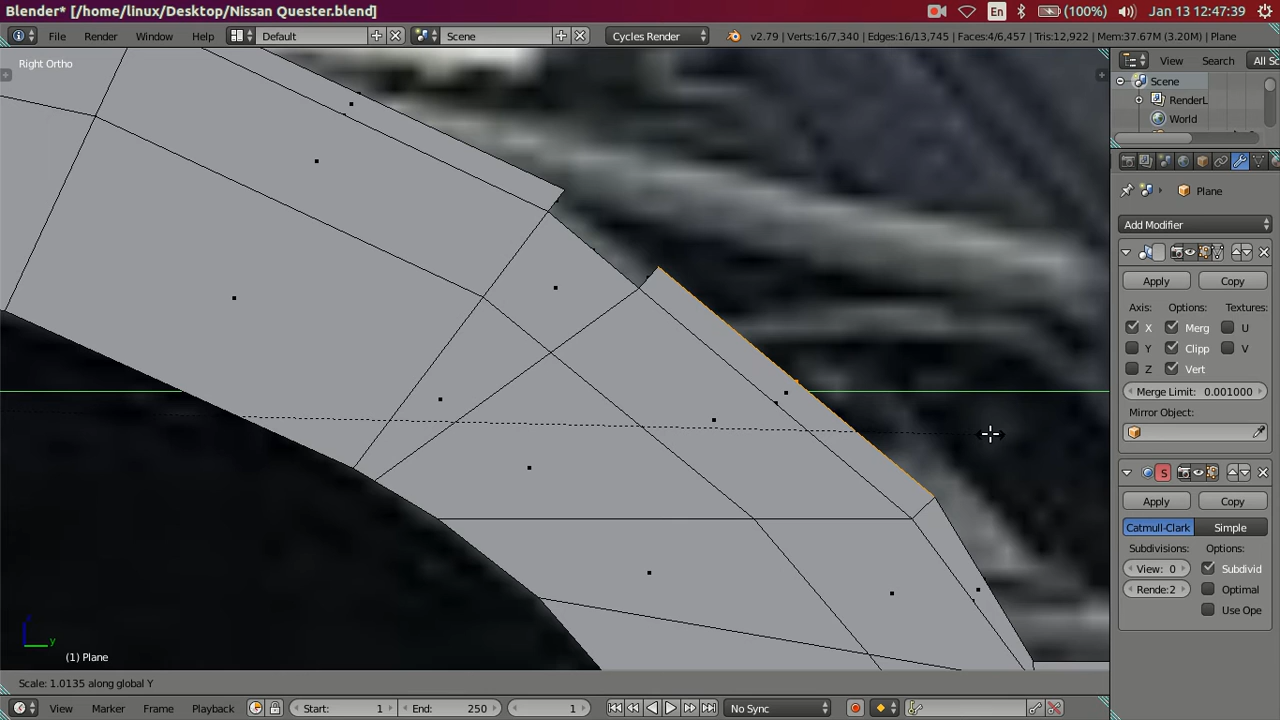 Blender* [/home/linux/Desktop/Nissan Quester.blend]
En
(100%)
Jan 13 12:47:39
File
Render
Window
Help
Default
Scene
Cycles Render
v2.79 | Verts:16/7,340 | Edges:16/13,745 | Faces:4/6,457 | Tris:12,922 | Mem:37.67M (3.20M) | Plane
Right Ortho
View
Search
All Sc
Scene
RenderL
World
Plane
Add Modifier
Apply
Copy
Axis:
Options:
Textures:
X
Merg
U
Y
Clipp
V
Z
Vert
Merge Limit: 0.001000
Mirror Object:
S
Apply
Copy
Catmull-Clark
Simple
Subdivisions:
Options:
View: 0
Subdivid
Rende:2
Optimal
Use Ope
y
(1) Plane
Scale: 1.0135 along global Y
View
Marker
Frame
Playback
Start: 1
End: 250
1
No Sync